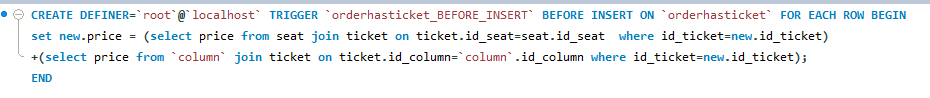 CREATE DEFINER=`root`@`localhost` TRIGGER `orderhasticket_BEFORE_INSERT` BEFORE INSERT ON `orderhasticket` FOR EACH ROW BEGIN
set new.price = (select price from seat join ticket on ticket.id_seat=seat.id_seat  where id_ticket=new.id_ticket)
+(select price from `column` join ticket on ticket.id_column=`column`.id_column where id_ticket=new.id_ticket);
END